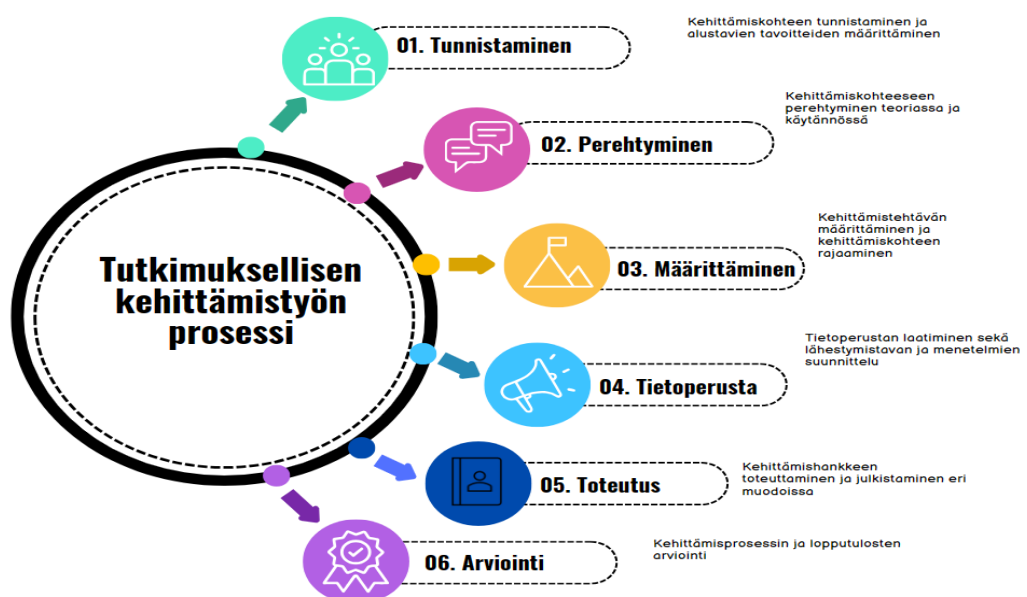 Tutkimuksellisen
kehittämistyön
prosessi
01. Tunnistaminen
Kehittämiskohteen tunnistaminen ja
alustavien tavoitteiden määrittäminen
02. Perehtyminen
Kehittämiskohteeseen
perehtyminen teoriassa ja
käytännössä
03. Määrittäminen
Kehittämistehtävän
määrittäminen ja
kehittämiskohteen
rajaaminen
04. Tietoperusta
Tietoperustan laatiminen sekä
lähestymistavan ja menetelmien
suunnittelu
05. Toteutus
Kehittämishankkeen
toteuttaminen ja julkistaminen eri
muodoissa
06. Arviointi
Kehittämisprosessin ja lopputulosten
arviointi